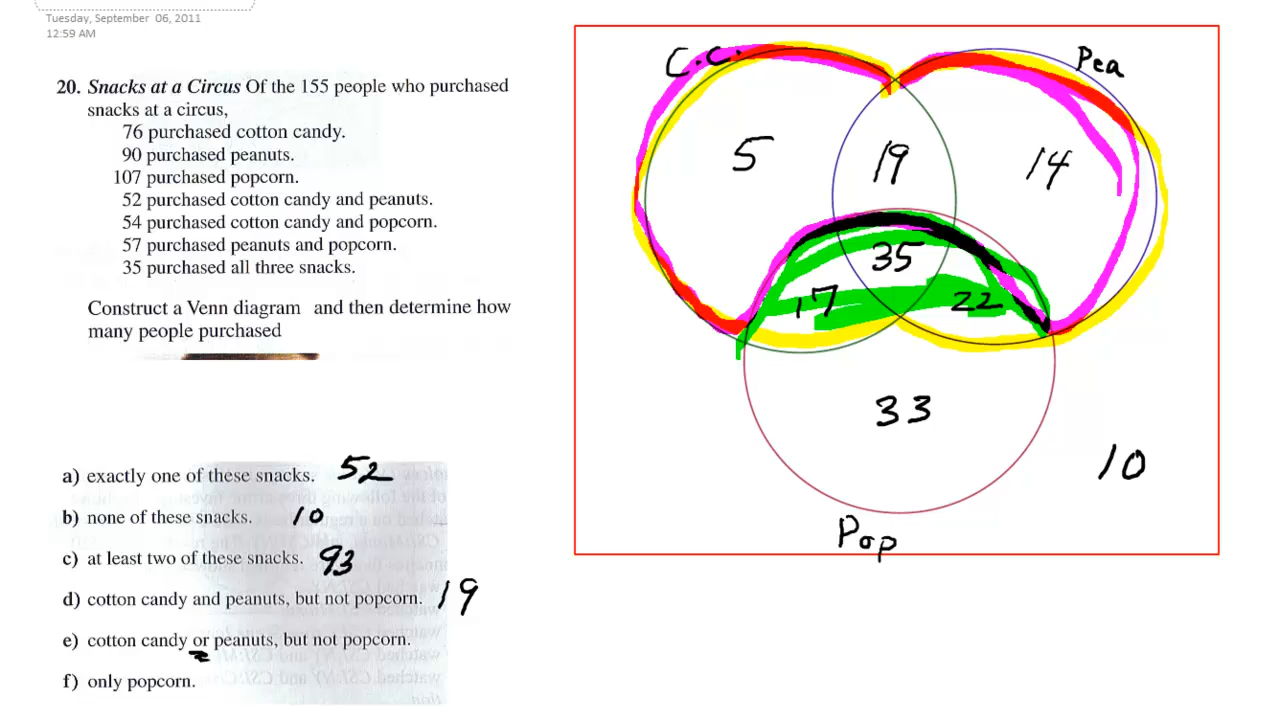 Tuesday, September 06, 2011
12:59 AM
20. Snacks at a Circus Of the 155 people who purchased
snacks at a circus,
76 purchased cotton candy.
90 purchased peanuts.
107 purchased popcorn.
52 purchased cotton candy and peanuts.
54 purchased cotton candy and popcorn.
57 purchased peanuts and popcorn.
35 purchased all three snacks.
Construct a Venn diagram and then determine how
many people purchased
a) exactly one of these snacks. 52
b) none of these snacks. 10
c) at least two of these snacks. 93
d) cotton candy and peanuts, but not popcorn. 19
e) cotton candy or peanuts, but not popcorn.
f) only popcorn.
C.C. Pea
5 19 14
35
17 22
33
10
Pop